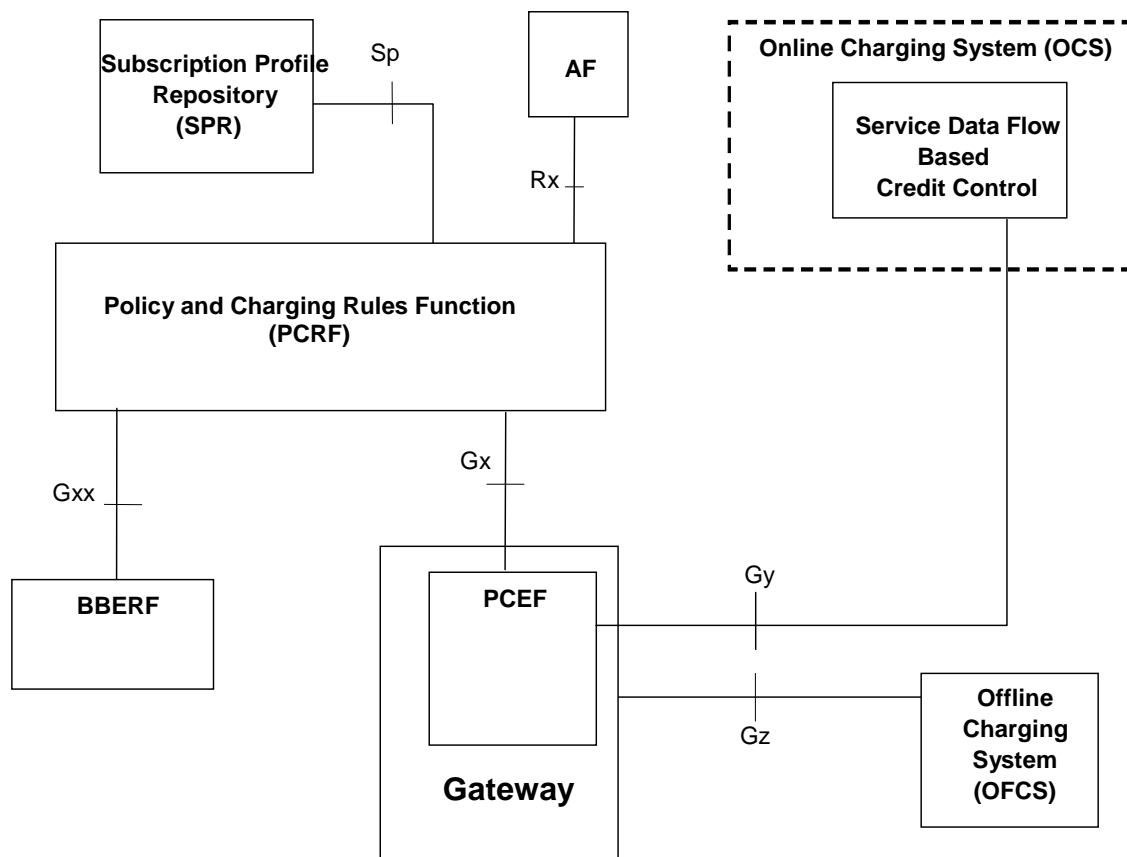 Subscription Profile
Repository
(SPR)
Sp
AF
Online Charging System (OCS)
Service Data Flow
Based
Credit Control
Rx
Policy and Charging Rules Function
(PCRF)
Gxx
Gx
BBERF
PCEF
Gy
Gz
Offline
Charging
System
(OFCS)
Gateway